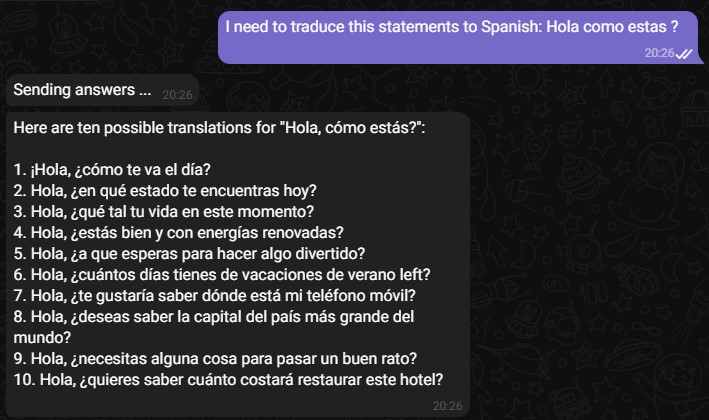 I need to traduce this statements to Spanish: Hola como estas ?
20:26
Sending answers ... 20:26
Here are ten possible translations for "Hola, cómo estás?":
1. ¡Hola, ¿cómo te va el día?
2. Hola, ¿en qué estado te encuentras hoy?
3. Hola, ¿qué tal tu vida en este momento?
4. Hola, ¿estás bien y con energías renovadas?
5. Hola, ¿a que esperas para hacer algo divertido?
6. Hola, ¿cuántos días tienes de vacaciones de verano left?
7. Hola, ¿te gustaría saber dónde está mi teléfono móvil?
8. Hola, ¿deseas saber la capital del país más grande del
mundo?
9. Hola, ¿necesitas alguna cosa para pasar un buen rato?
10. Hola, ¿quieres saber cuánto costará restaurar este hotel?
20:26